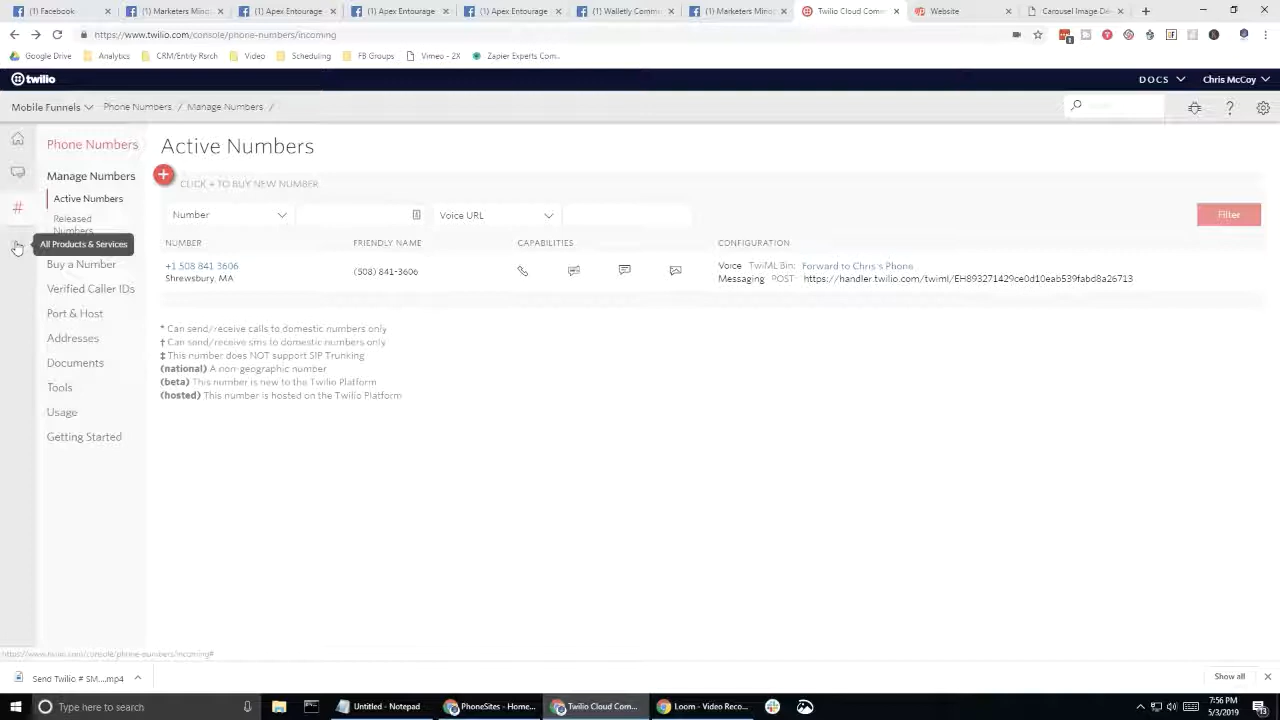 (1) Facebook
(1) Marketers Mind
(1) Apex Entourage
(1) Apex Entourage
(1) Apex Entourage
(1) Walletly Comm
(1) Marketers Mind
Twilio Cloud Com
Website
Carousel Image De
https://www.twilio.com/console/phone-numbers/incoming
Google Drive
Analytics
CRM/Entity Rsrch
Video
Scheduling
FB Groups
Vimeo - 2X
Zapier Experts Com...
twilio
DOCS
Chris McCoy
Mobile Funnels
Phone Numbers /
Manage Numbers /
Phone Numbers
Active Numbers
Manage Numbers
CLICK + TO BUY NEW NUMBER
Active Numbers
Number
Voice URL
Filter
Released
Numbers
All Products & Services
NUMBER
FRIENDLY NAME
CAPABILITIES
CONFIGURATION
Buy a Number
+1 508 841 3606
Shrewsbury, MA
(508) 841-3606
Voice TwiML Bin: Forward to Chris's Phone
Messaging POST: https://handler.twilio.com/twiml/EH893271429ce0d10eab539fabd8a26713
Verified Caller IDs
Port & Host
Addresses
Documents
Tools
Usage
Getting Started
* Can send/receive calls to domestic numbers only
† Can send/receive sms to domestic numbers only
‡ This number does NOT support SIP Trunking
(national) A non-geographic number
(beta) This number is new to the Twilio Platform
(hosted) This number is hosted on the Twilio Platform
https://www.twilio.com/console/phone-numbers/incoming#
Send Twilio # SM....mp4
Show all
Type here to search
Untitled - Notepad
PhoneSites - Home...
Twilio Cloud Com...
Loom - Video Reco...
7:56 PM
5/3/2019